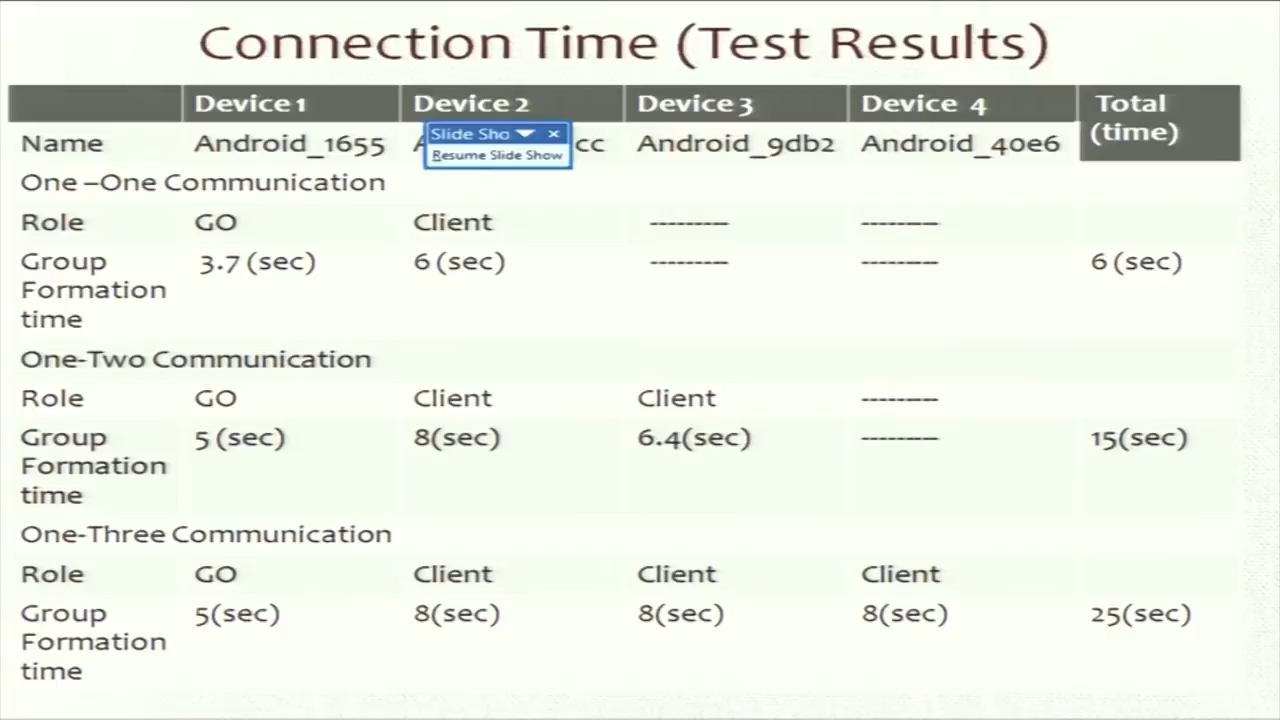 Connection Time (Test Results)
Device 1 Device 2 Device 3 Device 4 Total (time)
Name Android_1655 cc Android_9db2 Android_40e6
Slide Sho
Resume Slide Show
One –One Communication
Role GO Client --------- ---------
Group Formation time 3.7 (sec) 6 (sec) --------- --------- 6 (sec)
One-Two Communication
Role GO Client Client ---------
Group Formation time 5 (sec) 8(sec) 6.4(sec) --------- 15(sec)
One-Three Communication
Role GO Client Client Client
Group Formation time 5(sec) 8(sec) 8(sec) 8(sec) 25(sec)